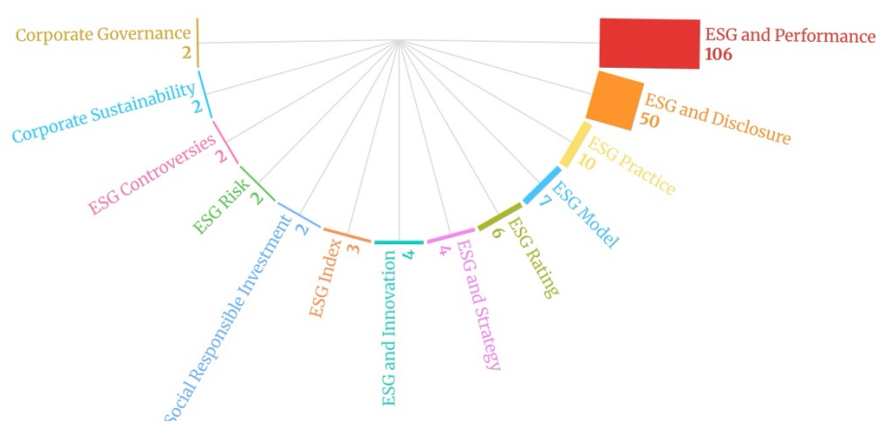 Corporate Governance
2
Corporate Sustainability
2
ESG Controversies
2
ESG Risk
2
Social Responsible Investment
2
ESG Index
3
ESG and Innovation
4
ESG and Strategy
4
ESG Rating
6
ESG Model
7
ESG Practice
10
ESG and Disclosure
50
ESG and Performance
106